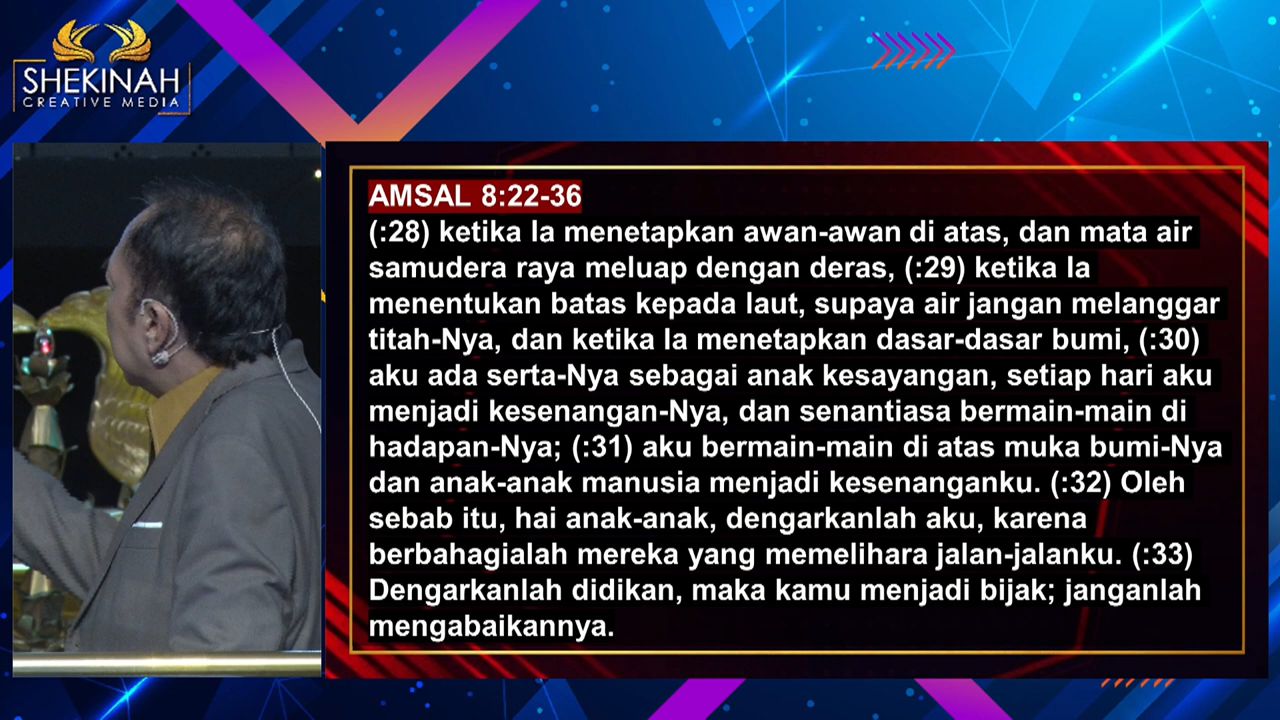 SHEKINAH
CREATIVE MEDIA
AMSAL 8:22-36
(:28) ketika Ia menetapkan awan-awan di atas, dan mata air
samudera raya meluap dengan deras, (:29) ketika Ia
menentukan batas kepada laut, supaya air jangan melanggar
titah-Nya, dan ketika Ia menetapkan dasar-dasar bumi, (:30)
aku ada serta-Nya sebagai anak kesayangan, setiap hari aku
menjadi kesenangan-Nya, dan senantiasa bermain-main di
hadapan-Nya; (:31) aku bermain-main di atas muka bumi-Nya
dan anak-anak manusia menjadi kesenanganku. (:32) Oleh
sebab itu, hai anak-anak, dengarkanlah aku, karena
berbahagialah mereka yang memelihara jalan-jalanku. (:33)
Dengarkanlah didikan, maka kamu menjadi bijak; janganlah
mengabaikannya.